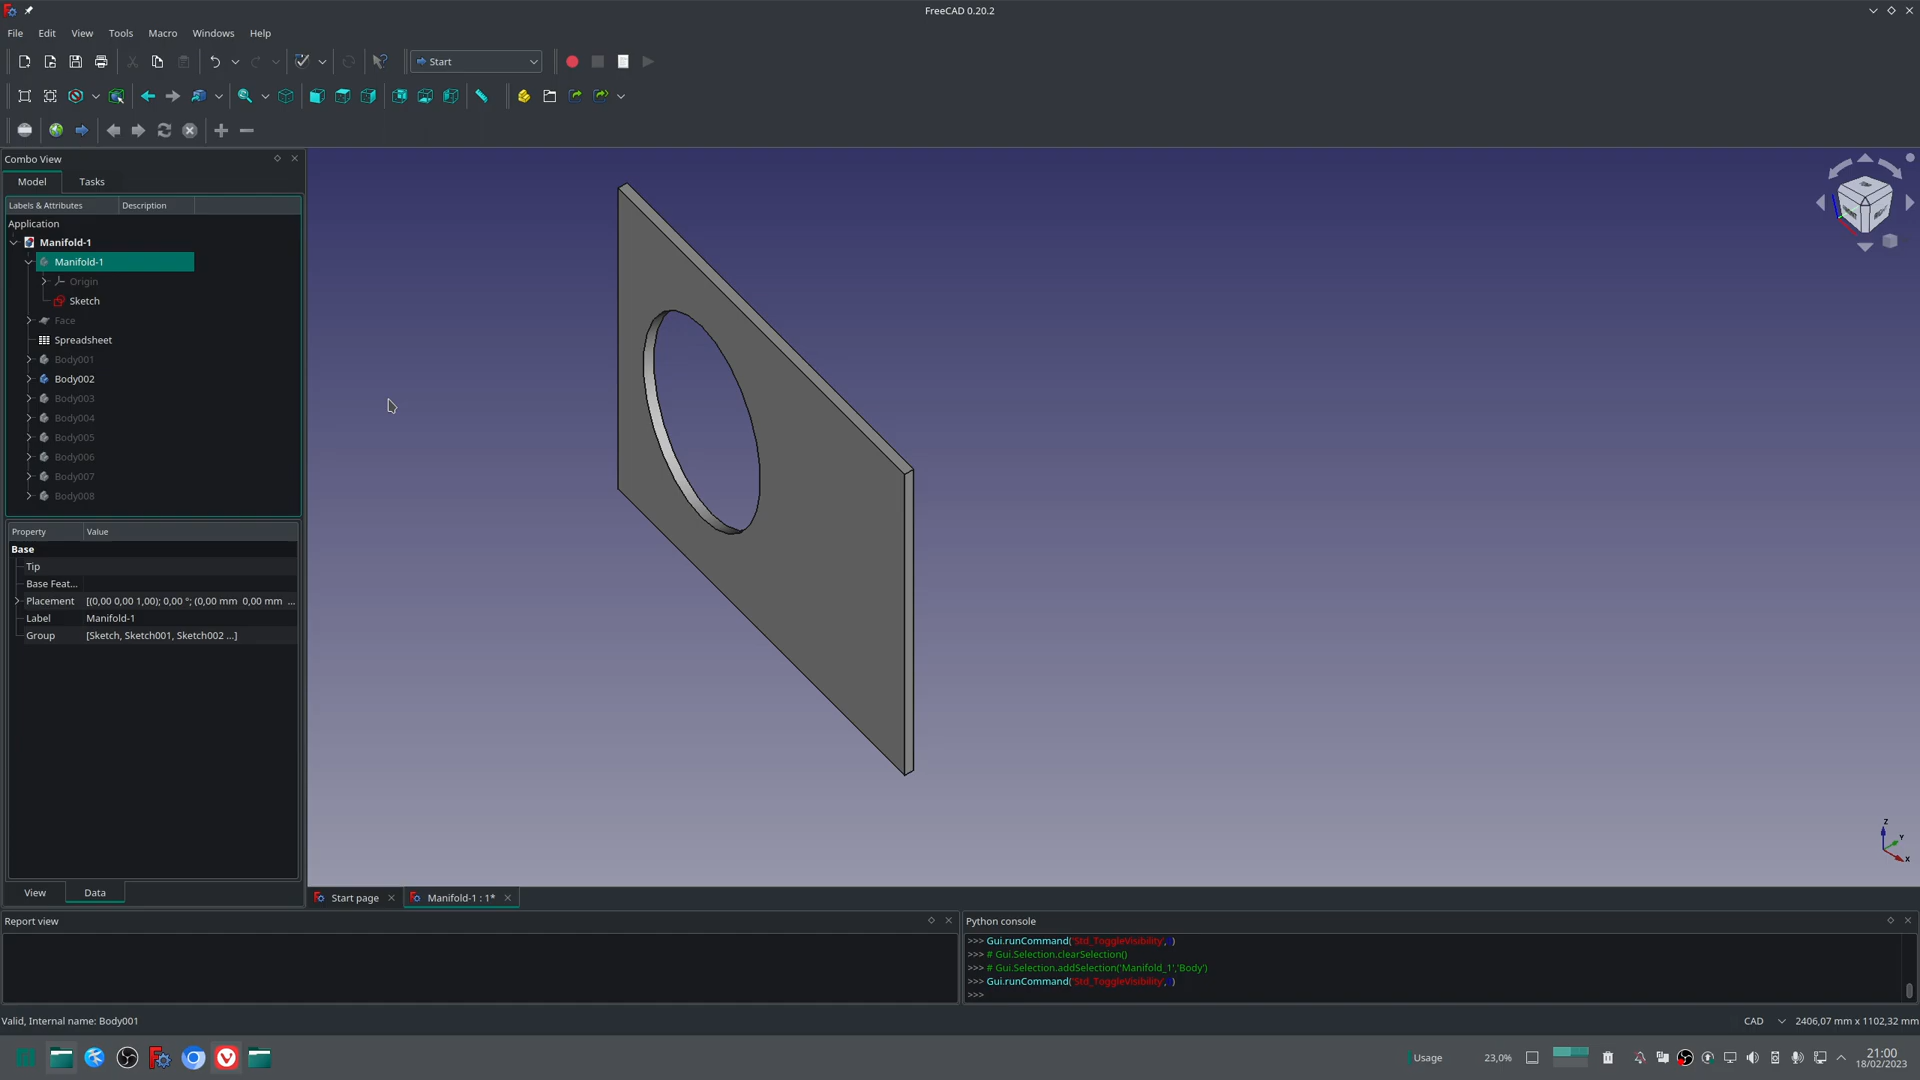 FreeCAD 0.20.2
File Edit View Tools Macro Windows Help
Start
Combo View
Model Tasks
Labels & Attributes Description
Application
Manifold-1
Manifold-1
Origin
Sketch
Face
Spreadsheet
Body001
Body002
Body003
Body004
Body005
Body006
Body007
Body008
Property Value
Base
Tip
Base Feat...
Placement [(0,00 0,00 1,00); 0,00 °; (0,00 mm 0,00 mm ...
Label Manifold-1
Group [Sketch, Sketch001, Sketch002 ...]
View Data
Z
Y
X
Start page Manifold-1 : 1*
Report view
Python console
>>> Gui.runCommand('Std_ToggleVisibility', )
>>> # Gui.Selection.clearSelection()
>>> # Gui.Selection.addSelection('Manifold_1','Body')
>>> Gui.runCommand('Std_ToggleVisibility', )
>>>
Valid, Internal name: Body001
CAD 2406,07 mm x 1102,32 mm
Usage 23,0%
21:00
18/02/2023